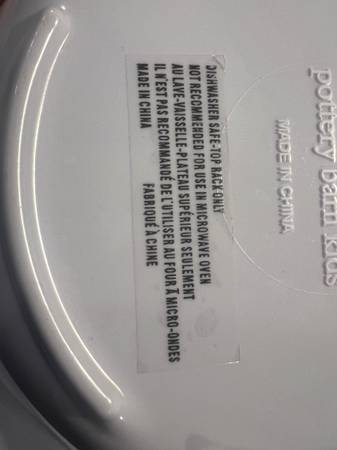 pottery barn kids
MADE IN CHINA
DISHWASHER SAFE-TOP RACK ONLY
NOT RECOMMENDED FOR USE IN MICROWAVE OVEN
AU LAVE-VAISSELLE-PLATEAU SUPÉRIEUR SEULEMENT
IL N'EST PAS RECOMMANDÉ DE L'UTILISER AU FOUR À MICRO-ONDES
MADE IN CHINA FABRIQUÉ À CHINE